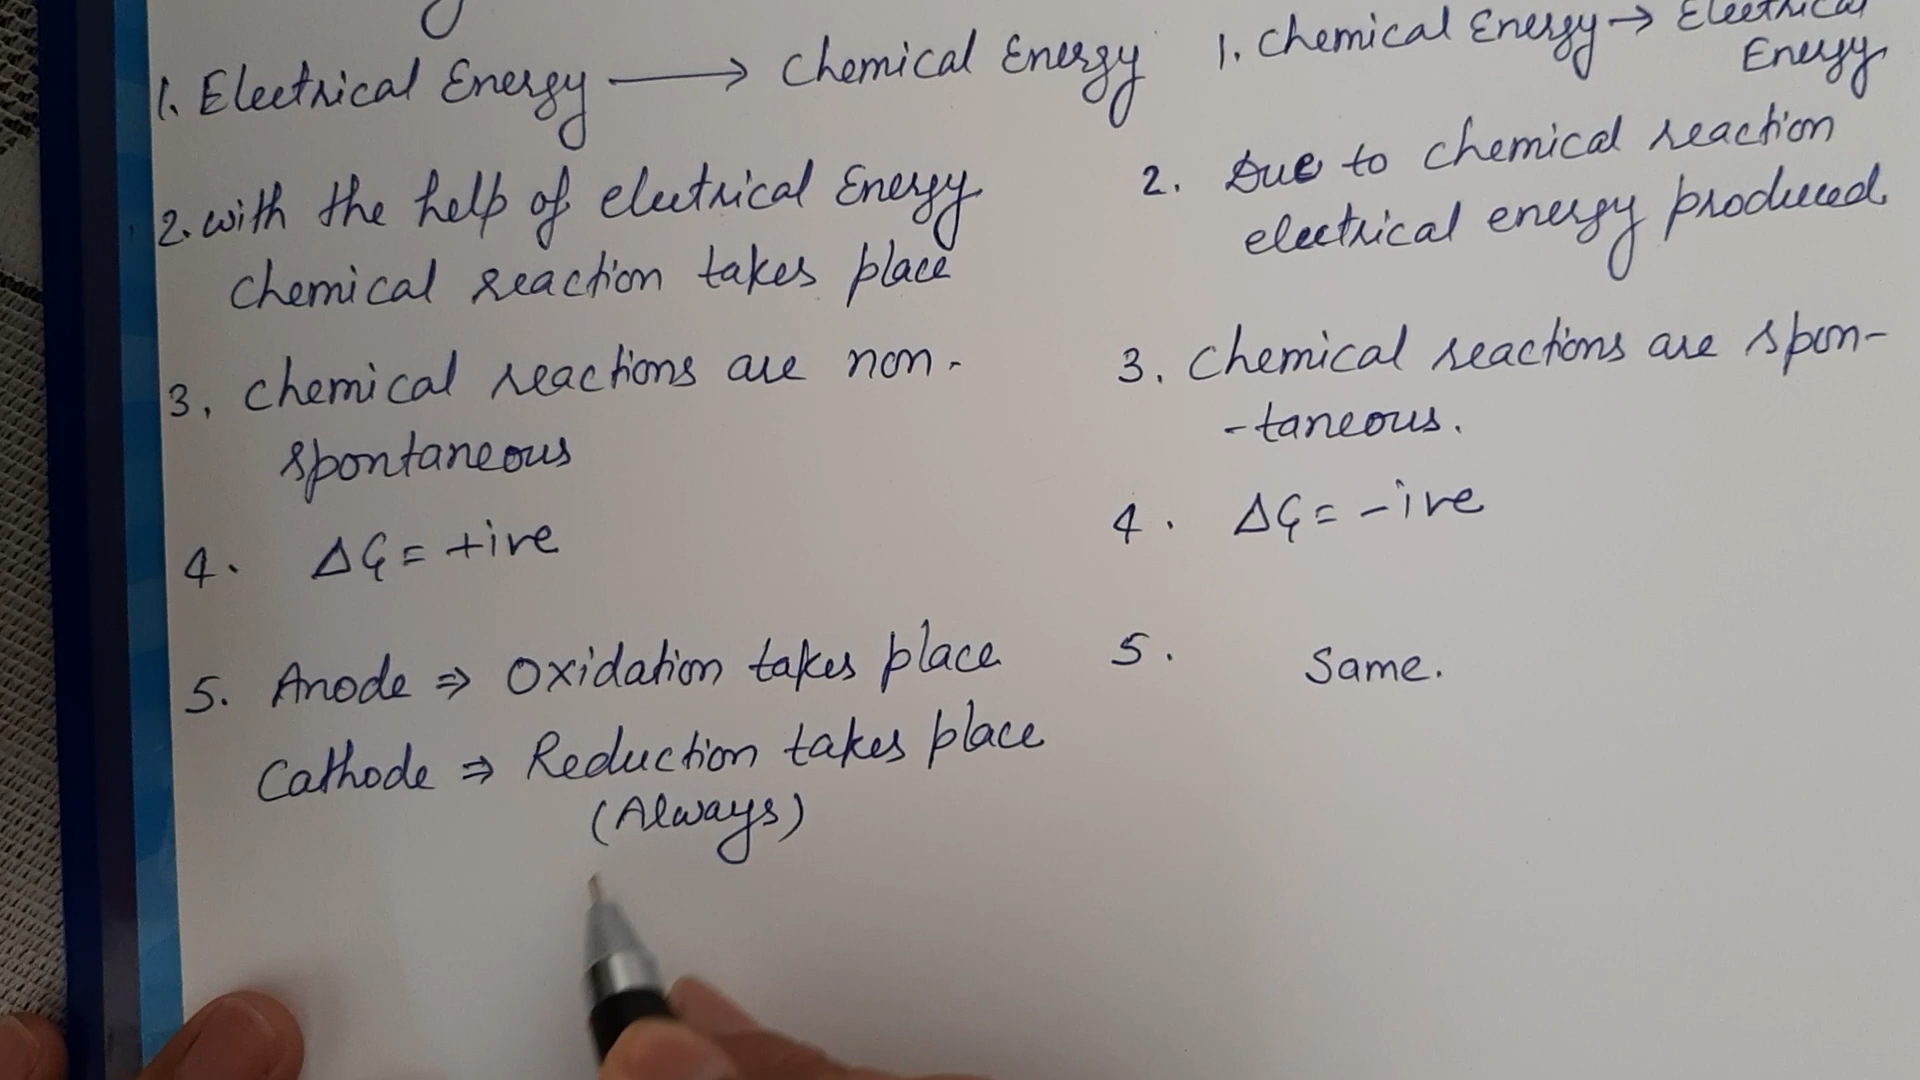 1. Electrical Energy → Chemical Energy
2. with the help of electrical Energy
chemical reaction takes place
3. chemical reactions are non-
spontaneous
4. ΔG = +ive
5. Anode ⇒ Oxidation takes place
Cathode ⇒ Reduction takes place
(Always)
1. Chemical Energy → Electrical
Energy
2. Due to chemical reaction
electrical energy produced
3. Chemical reactions are spon-
-taneous.
4. ΔG = -ive
5. Same.